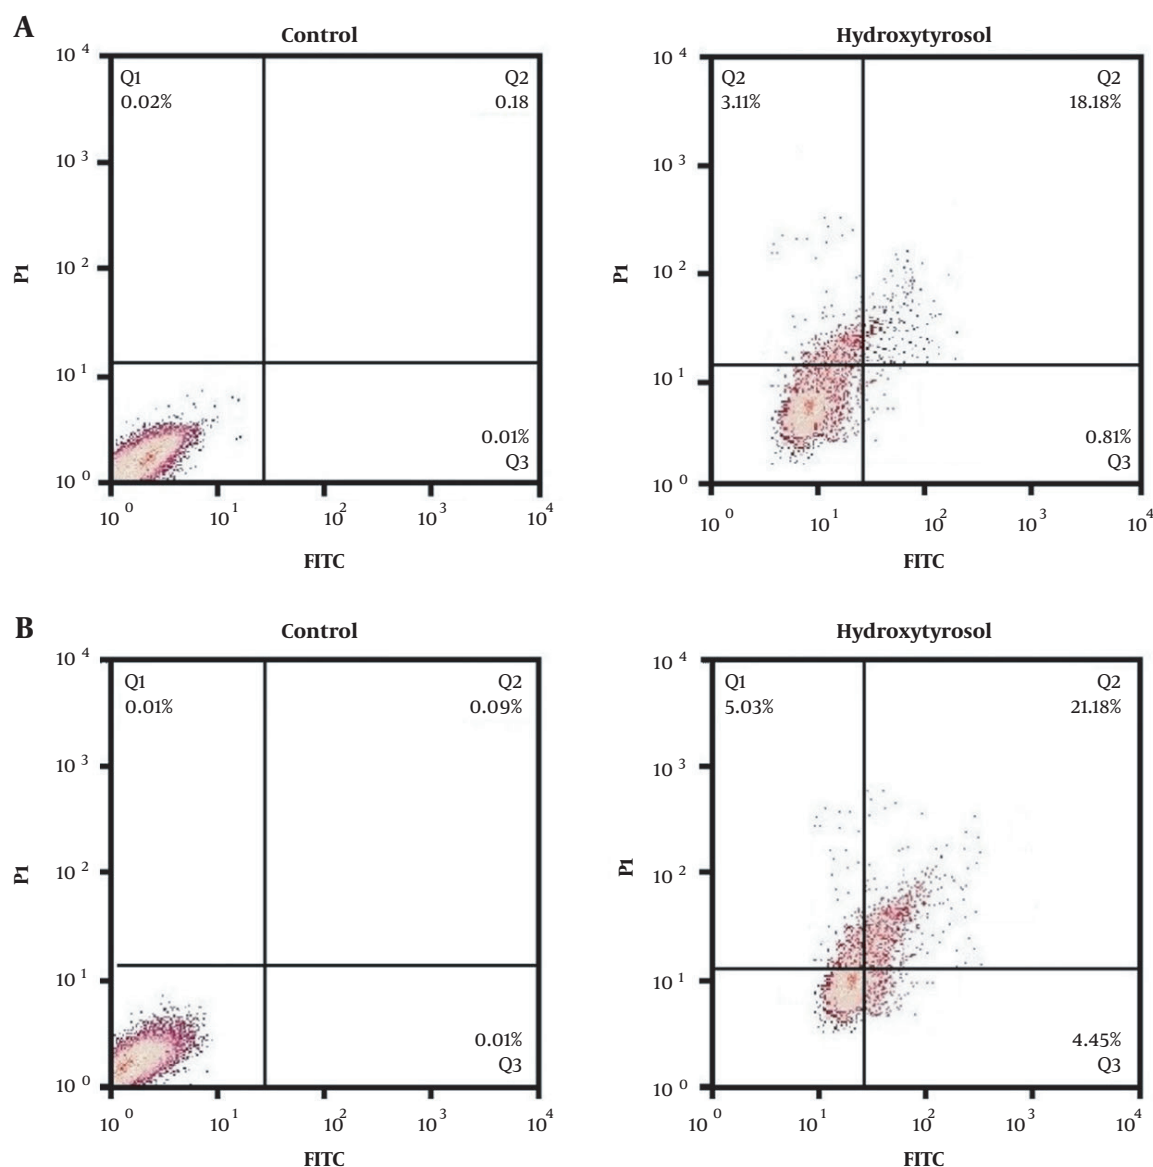 A
Control
Hydroxytyrosol
10 4
Q1
0.02%
Q2
0.18
10 3
10 2
P1
10 1
0.01%
Q3
10 0
10 0
10 1
10 2
10 3
10 4
FITC
10 4
Q2
3.11%
Q2
18.18%
10 3
10 2
P1
10 1
0.81%
Q3
10 0
10 0
10 1
10 2
10 3
10 4
FITC
B
Control
Hydroxytyrosol
10 4
Q1
0.01%
Q2
0.09%
10 3
10 2
P1
10 1
0.01%
Q3
10 0
10 0
10 1
10 2
10 3
10 4
FITC
10 4
Q1
5.03%
Q2
21.18%
10 3
10 2
P1
10 1
4.45%
Q3
10 0
10 0
10 1
10 2
10 3
10 4
FITC